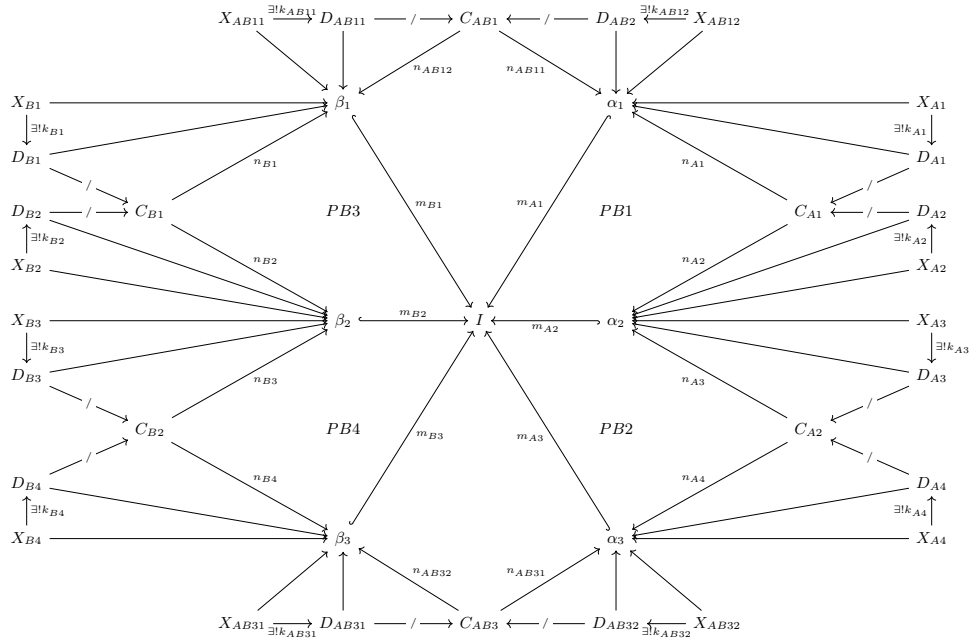 X_{AB11} ∃!k_{AB11} D_{AB11} / C_{AB1} / D_{AB2} ∃!k_{AB12} X_{AB12}
n_{AB12} n_{AB11}
X_{B1} β_1 α_1 X_{A1}
∃!k_{B1} ∃!k_{A1}
D_{B1} n_{B1} n_{A1} D_{A1}
/ /
D_{B2} / C_{B1} PB3 m_{B1} m_{A1} PB1 C_{A1} / D_{A2}
∃!k_{B2} ∃!k_{A2}
X_{B2} n_{B2} n_{A2} X_{A2}
X_{B3} β_2 m_{B2} I m_{A2} α_2 X_{A3}
∃!k_{B3} ∃!k_{A3}
D_{B3} n_{B3} n_{A3} D_{A3}
/ /
C_{B2} PB4 m_{B3} m_{A3} PB2 C_{A2}
/ /
D_{B4} n_{B4} n_{A4} D_{A4}
∃!k_{B4} ∃!k_{A4}
X_{B4} β_3 α_3 X_{A4}
n_{AB32} n_{AB31}
X_{AB31} ∃!k_{AB31} D_{AB31} / C_{AB3} / D_{AB32} ∃!k_{AB32} X_{AB32}